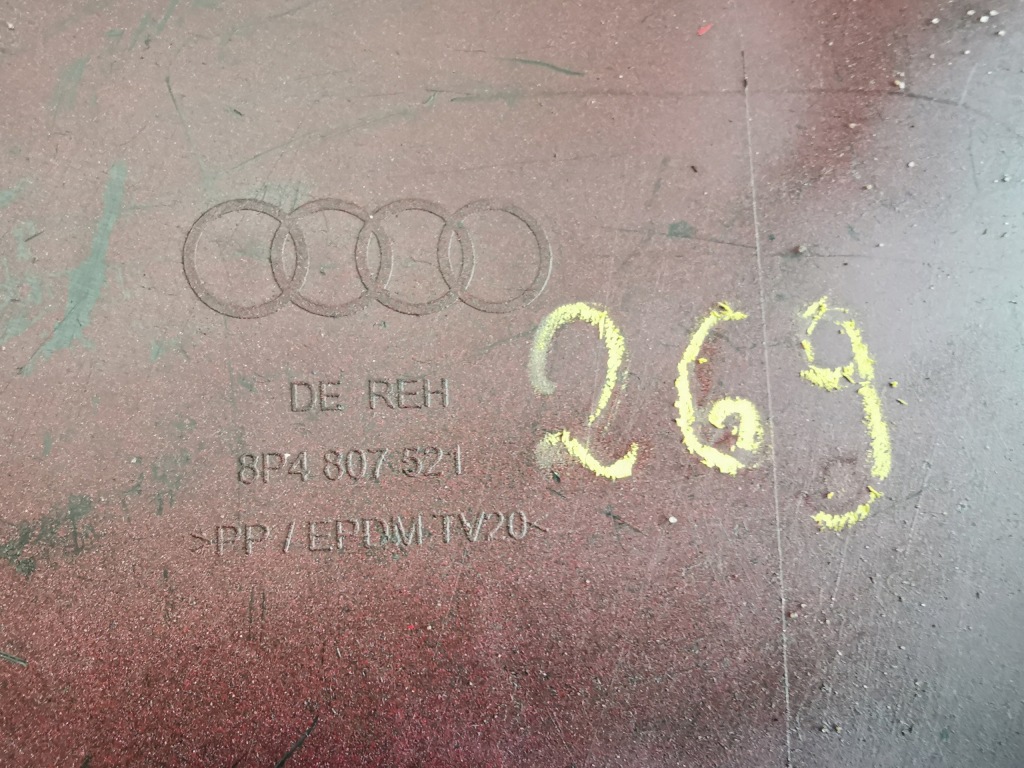 269
DE REH
8P4 807 521
>PP / EPDM-TV20<